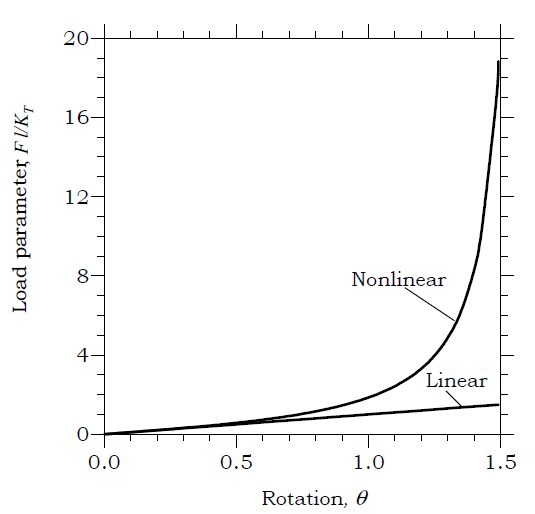 20
16
12
8
4
0
Load parameter, F l/K_T
Nonlinear
Linear
0.0 0.5 1.0 1.5
Rotation, θ